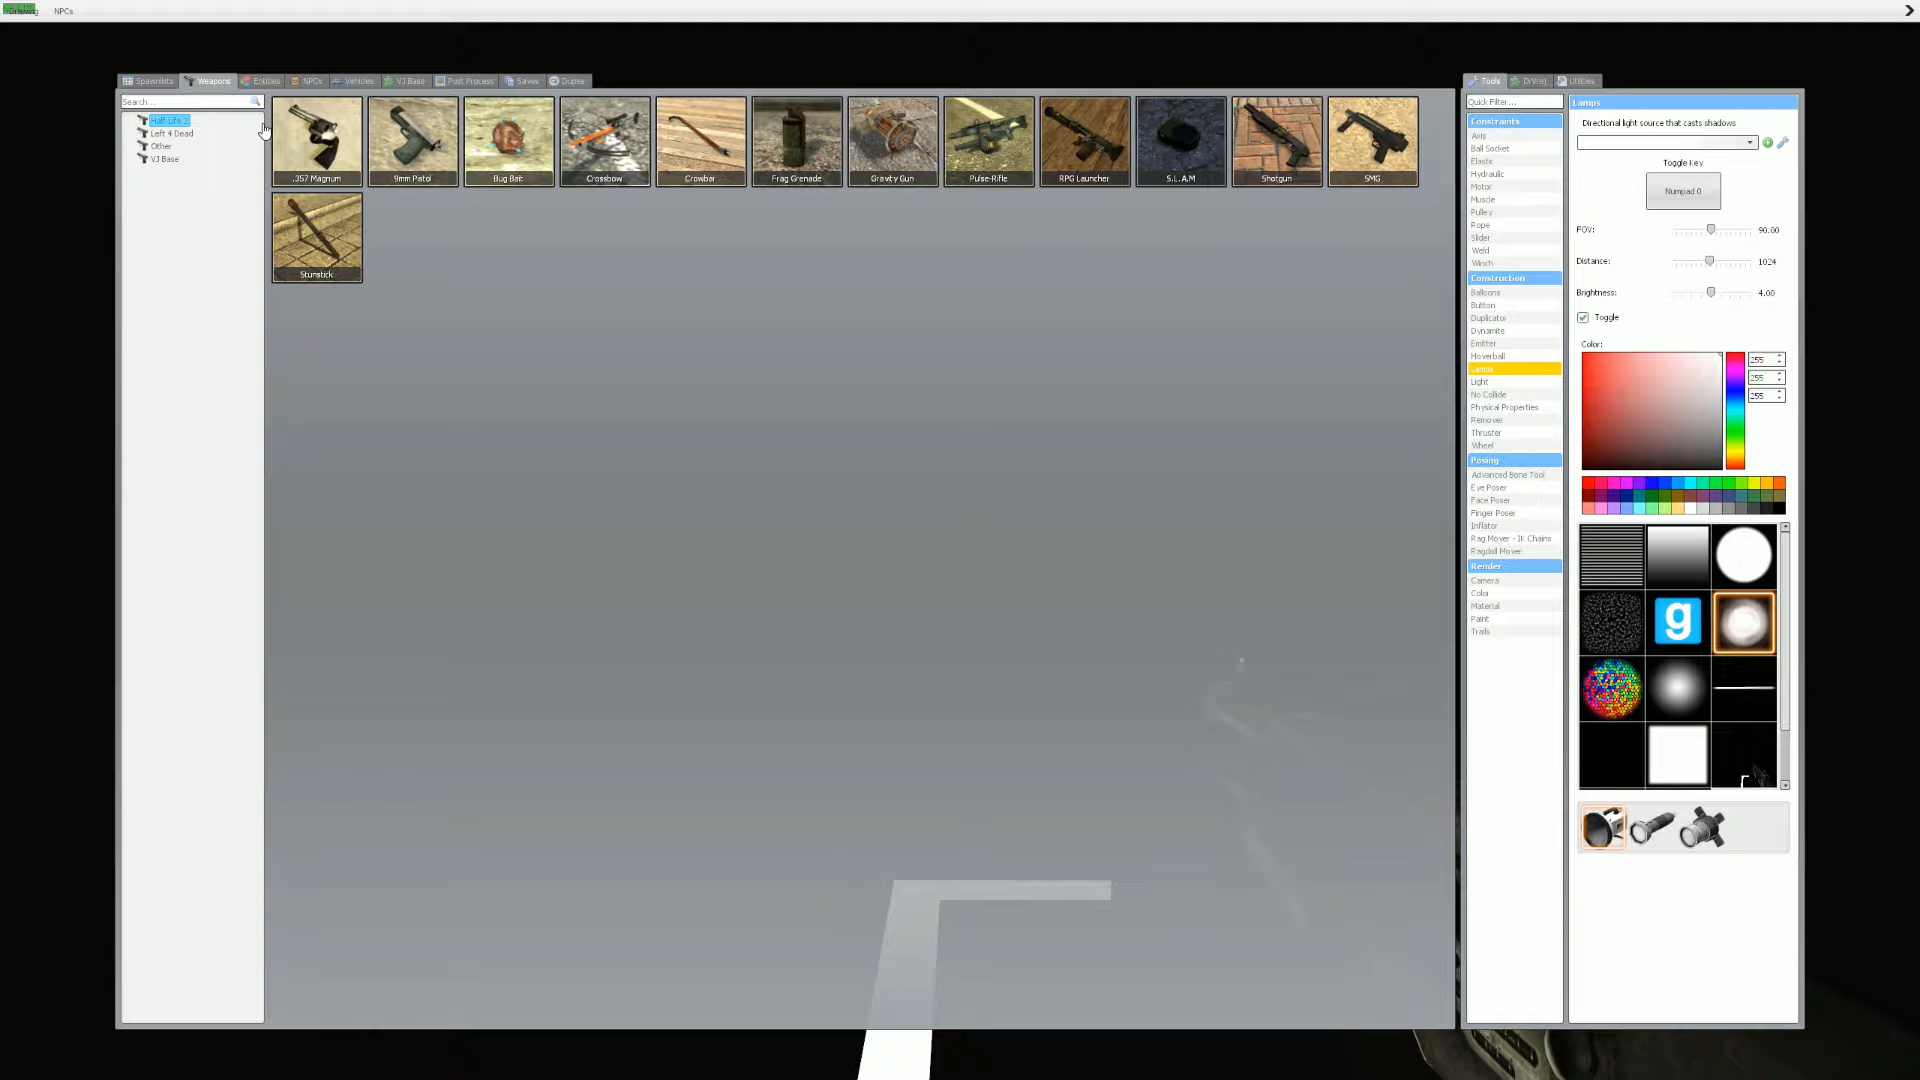 NPCs
Spawnlists Weapons Entities NPCs Vehicles VJ Base Post Process Saves Dupes
Search...
Half-Life 2
Left 4 Dead
Other
VJ Base
.357 Magnum
9mm Pistol
Bug Bait
Crossbow
Crowbar
Frag Grenade
Gravity Gun
Pulse-Rifle
RPG Launcher
S.L.A.M
Shotgun
SMG
Stunstick
Tools DrVrej Utilities
Quick Filter...
Constraints
Axis
Ball Socket
Elastic
Hydraulic
Motor
Muscle
Pulley
Rope
Slider
Weld
Winch
Construction
Balloons
Button
Duplicator
Dynamite
Emitter
Hoverball
Lamps
Light
No Collide
Physical Properties
Remover
Thruster
Wheel
Posing
Advanced Bone Tool
Eye Poser
Face Poser
Finger Poser
Inflator
Rag Mover - IK Chains
Ragdoll Mover
Render
Camera
Color
Material
Paint
Trails
Lamps
Directional light source that casts shadows
Toggle Key
Numpad 0
FOV: 90.00
Distance: 1024
Brightness: 4.00
Toggle
Color:
255
255
255
g